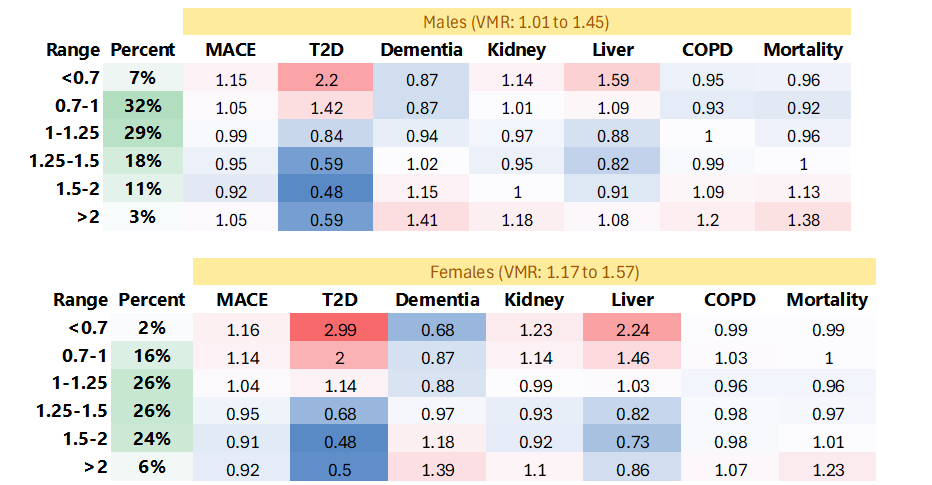 Males (VMR: 1.01 to 1.45)
Range Percent MACE T2D Dementia Kidney Liver COPD Mortality
<0.7 7% 1.15 2.2 0.87 1.14 1.59 0.95 0.96
0.7-1 32% 1.05 1.42 0.87 1.01 1.09 0.93 0.92
1-1.25 29% 0.99 0.84 0.94 0.97 0.88 1 0.96
1.25-1.5 18% 0.95 0.59 1.02 0.95 0.82 0.99 1
1.5-2 11% 0.92 0.48 1.15 1 0.91 1.09 1.13
>2 3% 1.05 0.59 1.41 1.18 1.08 1.2 1.38
Females (VMR: 1.17 to 1.57)
Range Percent MACE T2D Dementia Kidney Liver COPD Mortality
<0.7 2% 1.16 2.99 0.68 1.23 2.24 0.99 0.99
0.7-1 16% 1.14 2 0.87 1.14 1.46 1.03 1
1-1.25 26% 1.04 1.14 0.88 0.99 1.03 0.96 0.96
1.25-1.5 26% 0.95 0.68 0.97 0.93 0.82 0.98 0.97
1.5-2 24% 0.91 0.48 1.18 0.92 0.73 0.98 1.01
>2 6% 0.92 0.5 1.39 1.1 0.86 1.07 1.23